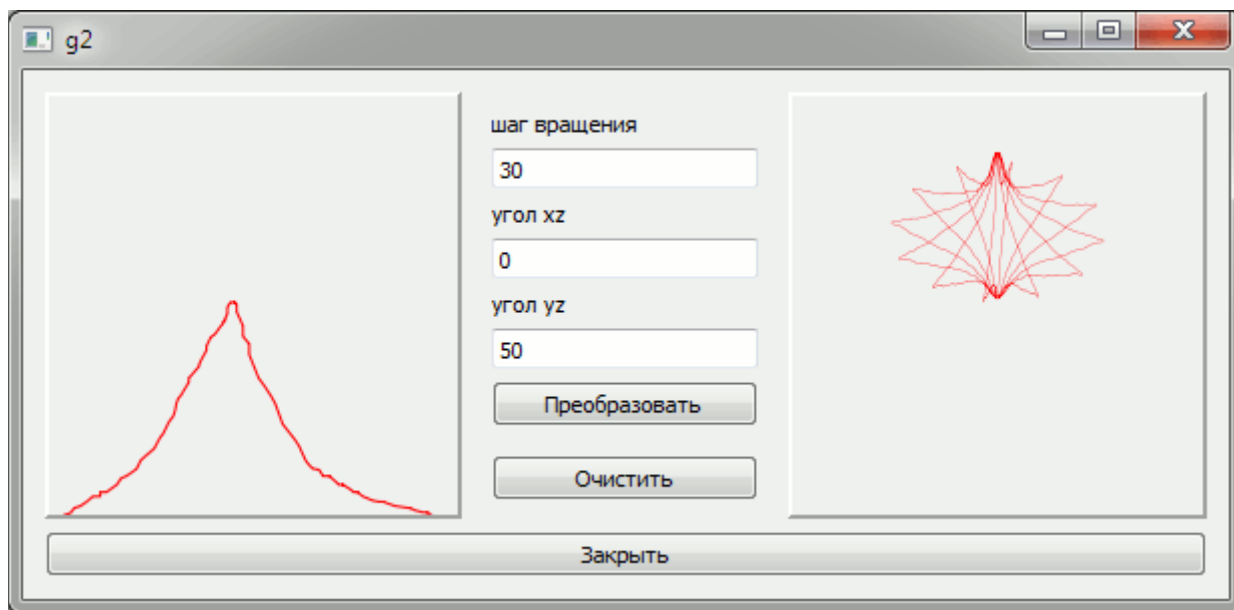 g2
шаг вращения
30
угол xz
0
угол yz
50
Преобразовать
Очистить
Закрыть